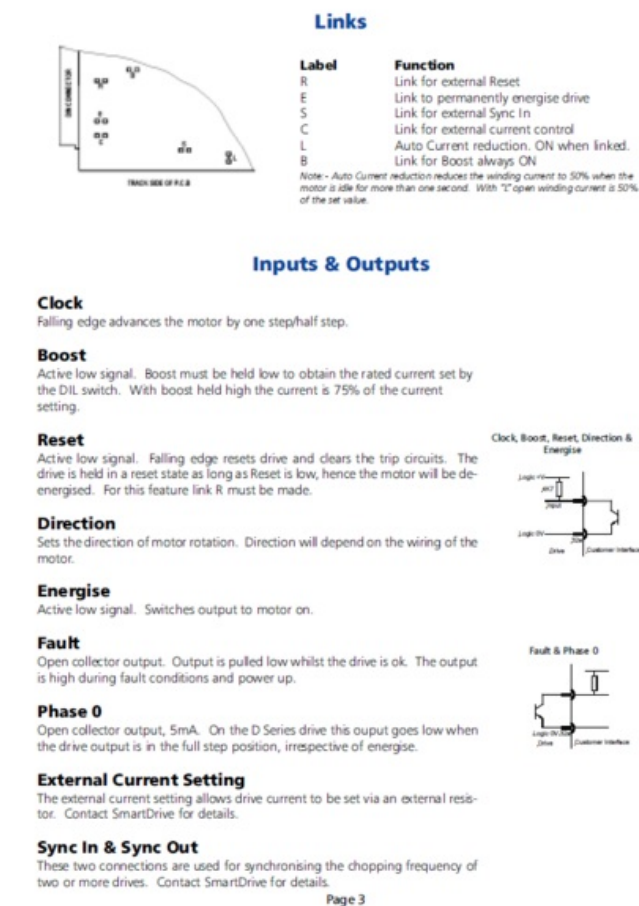 Links
DIN CONNECTOR
TRACK SIDE OF P.C.B
Label Function
R Link for external Reset
E Link to permanently energise drive
S Link for external Sync In
C Link for external current control
L Auto Current reduction. ON when linked.
B Link for Boost always ON
Note:- Auto Current reduction reduces the winding current to 50% when the
motor is idle for more than one second. With "L" open winding current is 50%
of the set value.
Inputs & Outputs
Clock
Falling edge advances the motor by one step/half step.
Boost
Active low signal. Boost must be held low to obtain the rated current set by
the DIL switch. With boost held high the current is 75% of the current
setting.
Reset
Active low signal. Falling edge resets drive and clears the trip circuits. The
drive is held in a reset state as long as Reset is low, hence the motor will be de-
energised. For this feature link R must be made.
Clock, Boost, Reset, Direction &
Energise
Logic +V
Input
Logic 0V
Drive Customer Interface
Direction
Sets the direction of motor rotation. Direction will depend on the wiring of the
motor.
Energise
Active low signal. Switches output to motor on.
Fault
Open collector output. Output is pulled low whilst the drive is ok. The output
is high during fault conditions and power up.
Fault & Phase 0
Logic 0V
Drive Customer Interface
Phase 0
Open collector output, 5mA. On the D Series drive this ouput goes low when
the drive output is in the full step position, irrespective of energise.
External Current Setting
The external current setting allows drive current to be set via an external resis-
tor. Contact SmartDrive for details.
Sync In & Sync Out
These two connections are used for synchronising the chopping frequency of
two or more drives. Contact SmartDrive for details.
Page 3